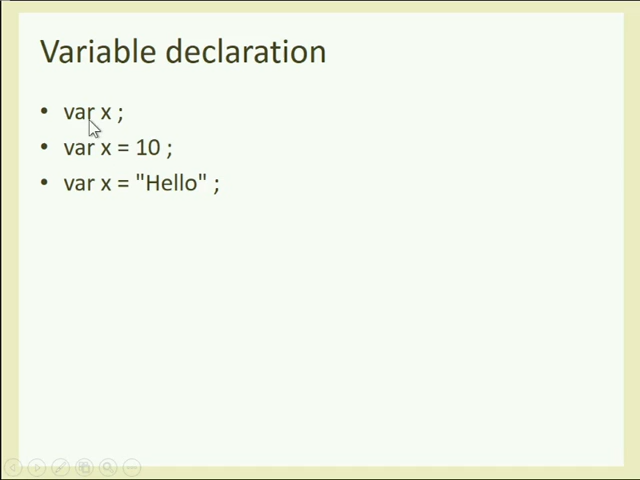 Variable declaration
• var x ;
• var x = 10 ;
• var x = "Hello" ;